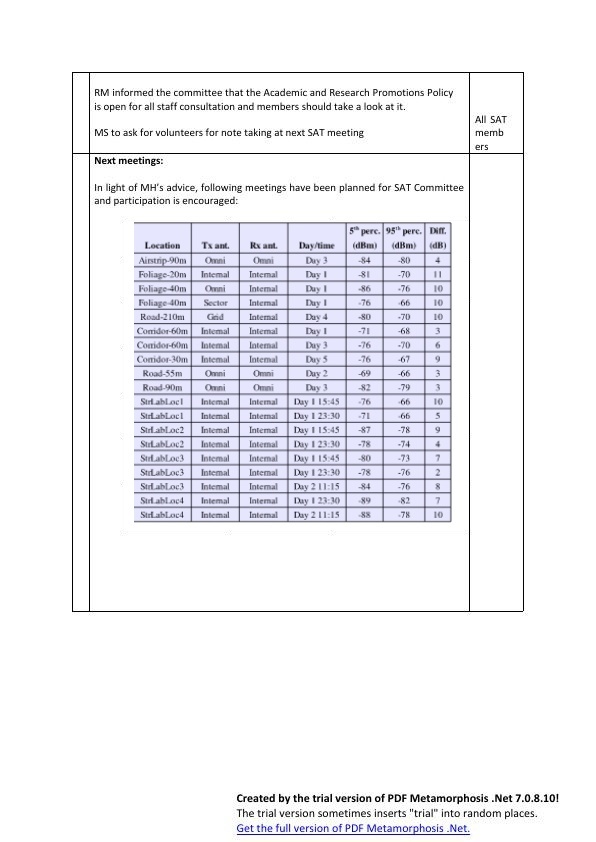 RM informed the committee that the Academic and Research Promotions Policy
is open for all staff consultation and members should take a look at it.
MS to ask for volunteers for note taking at next SAT meeting
All SAT
memb
ers
Next meetings:
In light of MH's advice, following meetings have been planned for SAT Committee
and participation is encouraged:
Location Tx ant. Rx ant. Day/time 5th perc. (dBm) 95th perc. (dBm) Diff. (dB)
Airstrip-90m Omni Omni Day 3 -84 -80 4
Foliage-20m Internal Internal Day 1 -81 -70 11
Foliage-40m Omni Internal Day 1 -86 -76 10
Foliage-40m Sector Internal Day 1 -76 -66 10
Road-210m Grid Internal Day 4 -80 -70 10
Corridor-60m Internal Internal Day 1 -71 -68 3
Corridor-60m Internal Internal Day 3 -76 -70 6
Corridor-30m Internal Internal Day 5 -76 -67 9
Road-55m Omni Omni Day 2 -69 -66 3
Road-90m Omni Omni Day 3 -82 -79 3
StrLabLoc1 Internal Internal Day 1 15:45 -76 -66 10
StrLabLoc1 Internal Internal Day 1 23:30 -71 -66 5
StrLabLoc2 Internal Internal Day 1 15:45 -87 -78 9
StrLabLoc2 Internal Internal Day 1 23:30 -78 -74 4
StrLabLoc3 Internal Internal Day 1 15:45 -80 -73 7
StrLabLoc3 Internal Internal Day 1 23:30 -78 -76 2
StrLabLoc3 Internal Internal Day 2 11:15 -84 -76 8
StrLabLoc4 Internal Internal Day 1 23:30 -89 -82 7
StrLabLoc4 Internal Internal Day 2 11:15 -88 -78 10
Created by the trial version of PDF Metamorphosis .Net 7.0.8.10!
The trial version sometimes inserts "trial" into random places.
Get the full version of PDF Metamorphosis .Net.